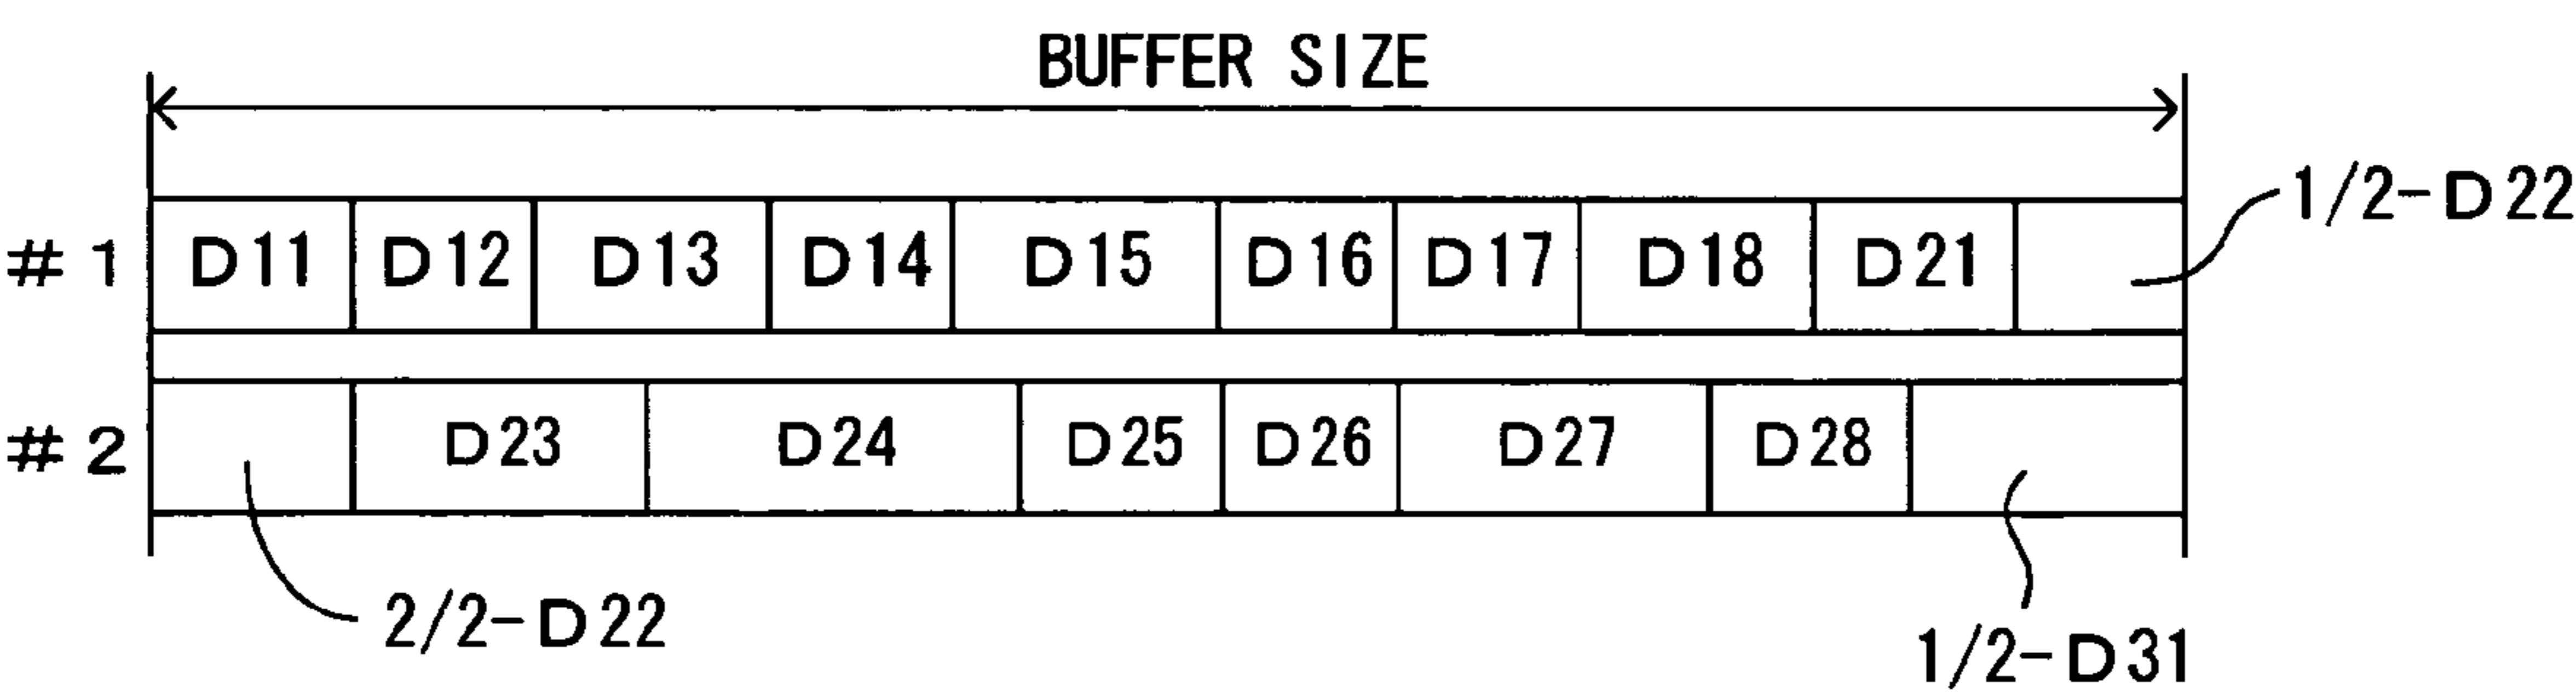 BUFFER SIZE
1/2-D22
#1 D11 D12 D13 D14 D15 D16 D17 D18 D21
#2 D23 D24 D25 D26 D27 D28
2/2-D22
1/2-D31